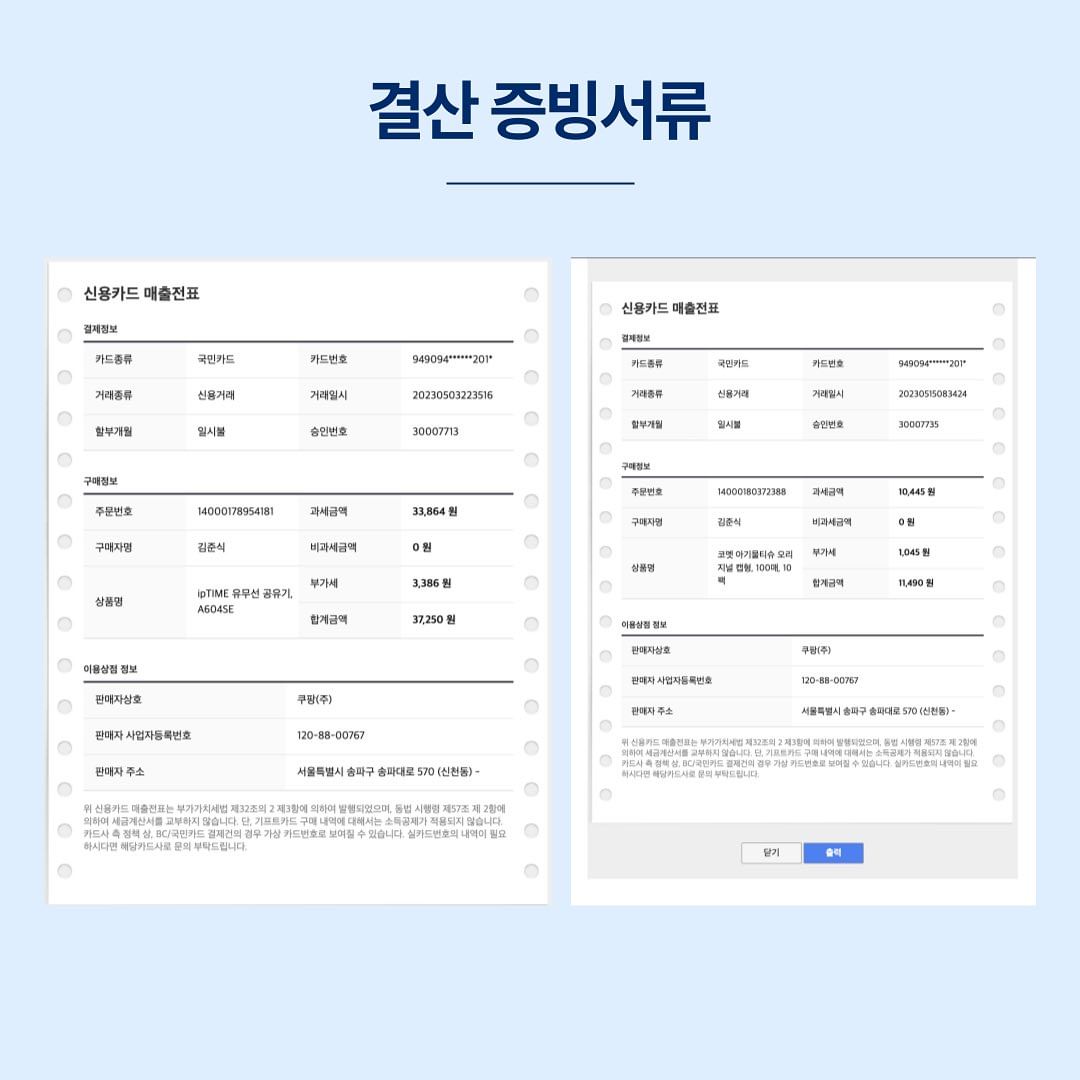 결산 증빙서류
신용카드 매출전표
결제정보
카드종류 국민카드 카드번호 949094******201*
거래종류 신용거래 거래일시 20230503223516
할부개월 일시불 승인번호 30007713
구매정보
주문번호 14000178954181 과세금액 33,864 원
구매자명 김준식 비과세금액 0 원
상품명 ipTIME 유무선 공유기, A604SE 부가세 3,386 원
합계금액 37,250 원
이용상점 정보
판매자상호 쿠팡(주)
판매자 사업자등록번호 120-88-00767
판매자 주소 서울특별시 송파구 송파대로 570 (신천동) -
위 신용카드 매출전표는 부가가치세법 제32조의 2 제3항에 의하여 발행되었으며, 동법 시행령 제57조 제 2항에
의하여 세금계산서를 교부하지 않습니다. 단, 기프트카드 구매 내역에 대해서는 소득공제가 적용되지 않습니다.
카드사 측 정책 상, BC/국민카드 결제건의 경우 가상 카드번호로 보여질 수 있습니다. 실카드번호의 내역이 필요
하시다면 해당카드사로 문의 부탁드립니다.
신용카드 매출전표
결제정보
카드종류 국민카드 카드번호 949094******201*
거래종류 신용거래 거래일시 20230515083424
할부개월 일시불 승인번호 30007735
구매정보
주문번호 14000180372388 과세금액 10,445 원
구매자명 김준식 비과세금액 0 원
상품명 코멧 아기물티슈 오리지널 캡형, 100매, 10팩 부가세 1,045 원
합계금액 11,490 원
이용상점 정보
판매자상호 쿠팡(주)
판매자 사업자등록번호 120-88-00767
판매자 주소 서울특별시 송파구 송파대로 570 (신천동) -
위 신용카드 매출전표는 부가가치세법 제32조의 2 제3항에 의하여 발행되었으며, 동법 시행령 제57조 제 2항에
의하여 세금계산서를 교부하지 않습니다. 단, 기프트카드 구매 내역에 대해서는 소득공제가 적용되지 않습니다.
카드사 측 정책 상, BC/국민카드 결제건의 경우 가상 카드번호로 보여질 수 있습니다. 실카드번호의 내역이 필요
하시다면 해당카드사로 문의 부탁드립니다.
닫기 출력